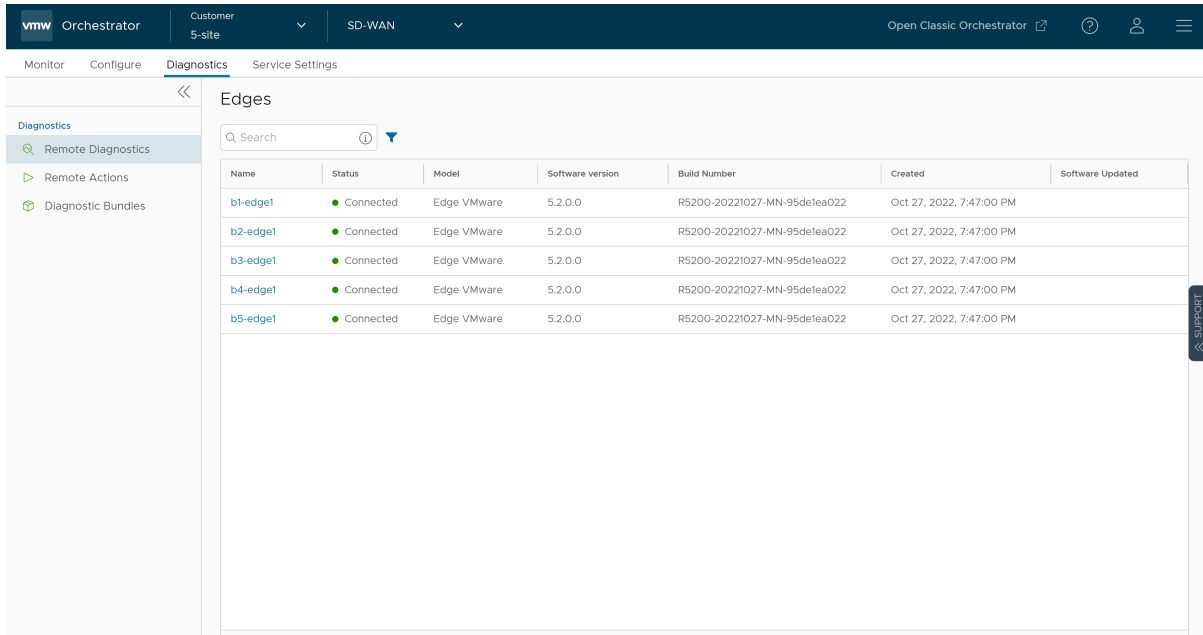 Customer
vmw Orchestrator 5-site SD-WAN Open Classic Orchestrator
Monitor Configure Diagnostics Service Settings
Edges
Diagnostics
Search
Remote Diagnostics
Remote Actions
Diagnostic Bundles
Name Status Model Software version Build Number Created Software Updated
b1-edge1 Connected Edge VMware 5.2.0.0 R5200-20221027-MN-95de1ea022 Oct 27, 2022, 7:47:00 PM
b2-edge1 Connected Edge VMware 5.2.0.0 R5200-20221027-MN-95de1ea022 Oct 27, 2022, 7:47:00 PM
b3-edge1 Connected Edge VMware 5.2.0.0 R5200-20221027-MN-95de1ea022 Oct 27, 2022, 7:47:00 PM
b4-edge1 Connected Edge VMware 5.2.0.0 R5200-20221027-MN-95de1ea022 Oct 27, 2022, 7:47:00 PM
b5-edge1 Connected Edge VMware 5.2.0.0 R5200-20221027-MN-95de1ea022 Oct 27, 2022, 7:47:00 PM
SUPPORT